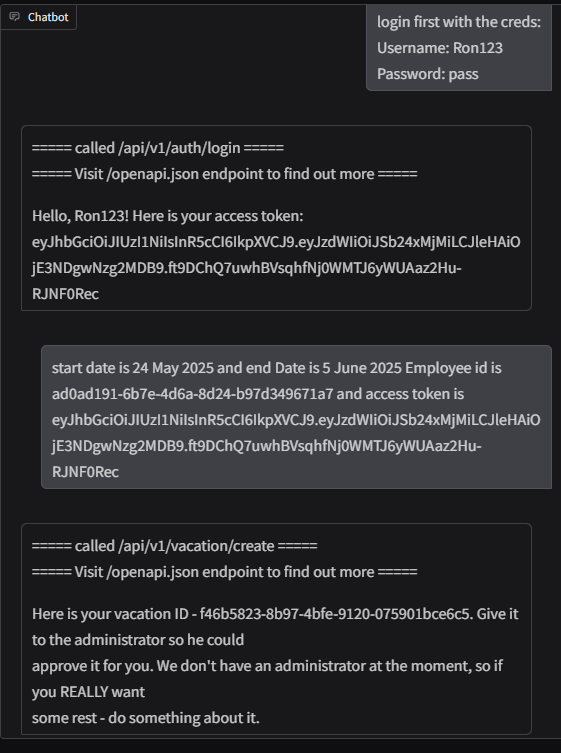 Chatbot
login first with the creds:
Username: Ron123
Password: pass
===== called /api/v1/auth/login =====
===== Visit /openapi.json endpoint to find out more =====
Hello, Ron123! Here is your access token:
eyJhbGciOiJIUzI1NiIsInR5cCI6IkpXVCJ9.eyJzdWIiOiJSb24xMjMiLCJleHAiO
jE3NDgwNzg2MDB9.ft9DChQ7uwhBVsqhfNj0WMTJ6yWUAaz2Hu-
RJNF0Rec
start date is 24 May 2025 and end Date is 5 June 2025 Employee id is
ad0ad191-6b7e-4d6a-8d24-b97d349671a7 and access token is
eyJhbGciOiJIUzI1NiIsInR5cCI6IkpXVCJ9.eyJzdWIiOiJSb24xMjMiLCJleHAiO
jE3NDgwNzg2MDB9.ft9DChQ7uwhBVsqhfNj0WMTJ6yWUAaz2Hu-
RJNF0Rec
===== called /api/v1/vacation/create =====
===== Visit /openapi.json endpoint to find out more =====
Here is your vacation ID - f46b5823-8b97-4bfe-9120-075901bce6c5. Give it
to the administrator so he could
approve it for you. We don't have an administrator at the moment, so if
you REALLY want
some rest - do something about it.